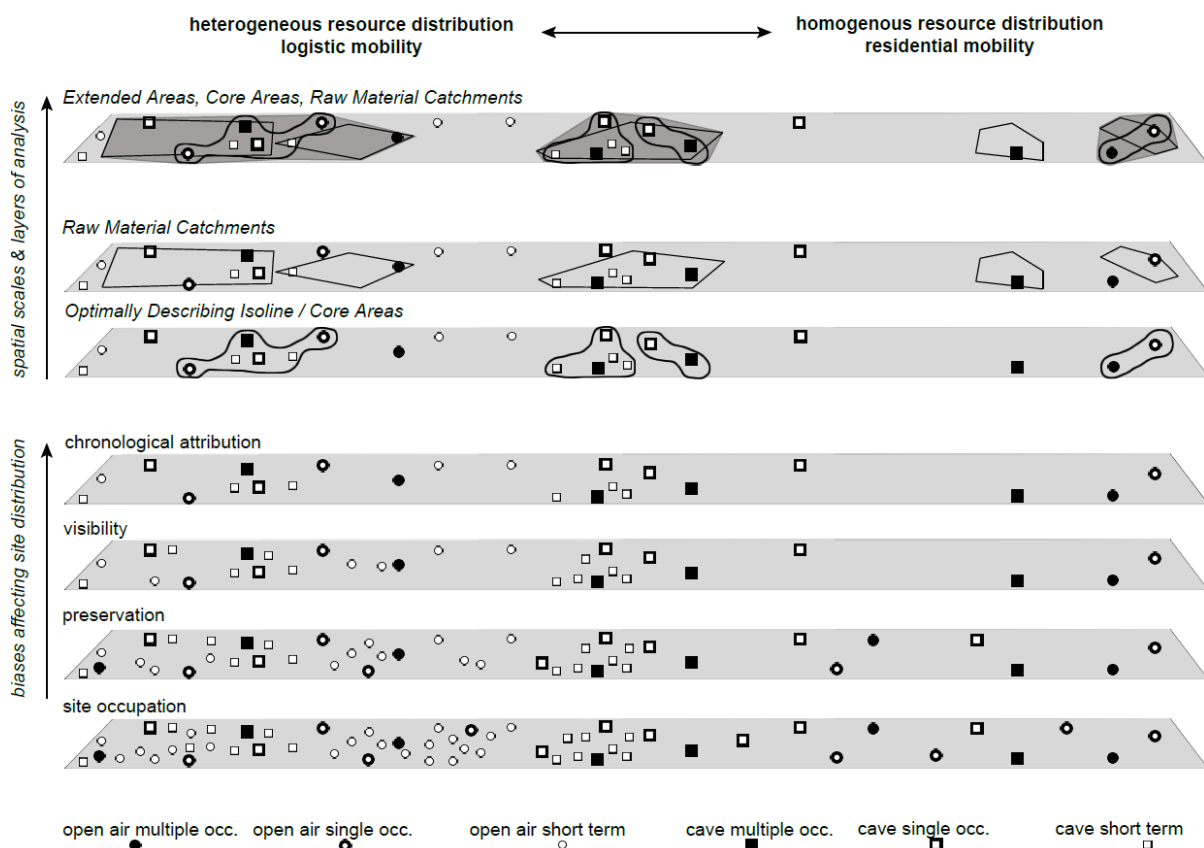 heterogeneous resource distribution
logistic mobility
homogenous resource distribution
residential mobility
spatial scales & layers of analysis
Extended Areas, Core Areas, Raw Material Catchments
Raw Material Catchments
Optimally Describing Isoline / Core Areas
biases affecting site distribution
chronological attribution
visibility
preservation
site occupation
open air multiple occ.
open air single occ.
open air short term
cave multiple occ.
cave single occ.
cave short term